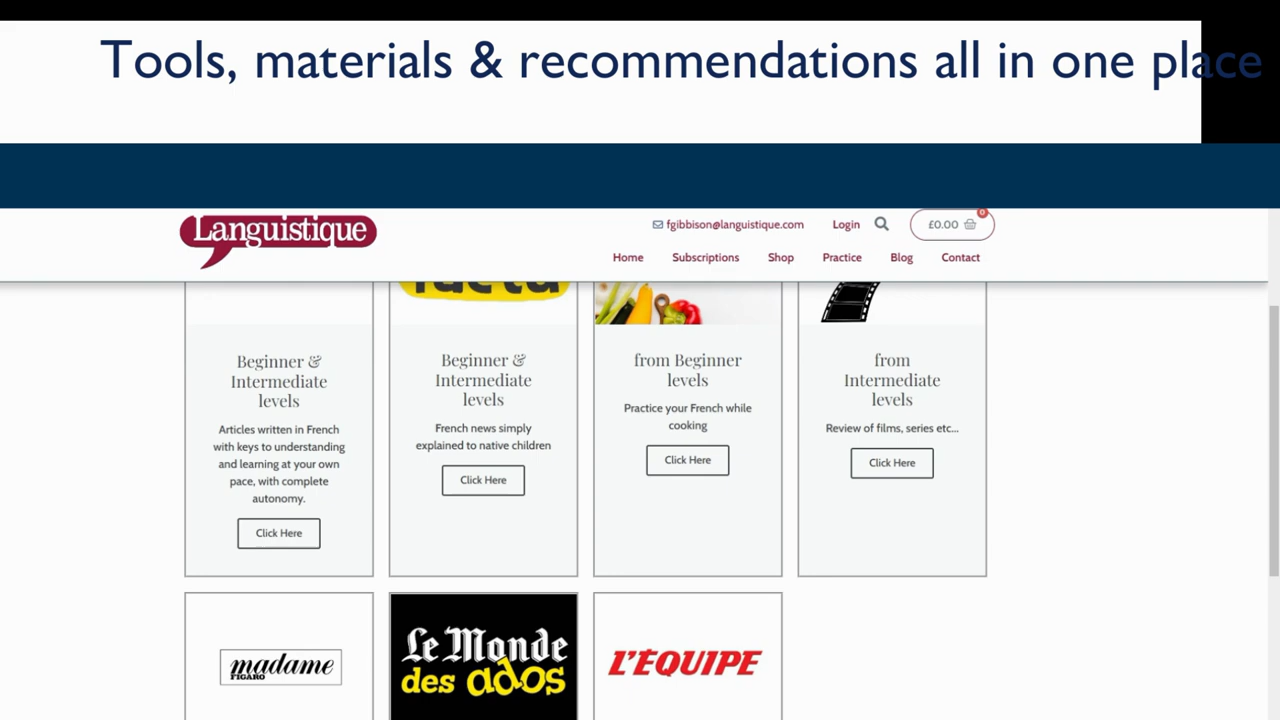 Tools, materials & recommendations all in one place
Languistique
fgibbison@languistique.com Login £0.00 0
Home Subscriptions Shop Practice Blog Contact
Beginner &
Intermediate
levels
Articles written in French
with keys to understanding
and learning at your own
pace, with complete
autonomy.
Click Here
Beginner &
Intermediate
levels
French news simply
explained to native children
Click Here
from Beginner
levels
Practice your French while
cooking
Click Here
from
Intermediate
levels
Review of films, series etc...
Click Here
madame
FIGARO
Le Monde
des ados
L'ÉQUIPE